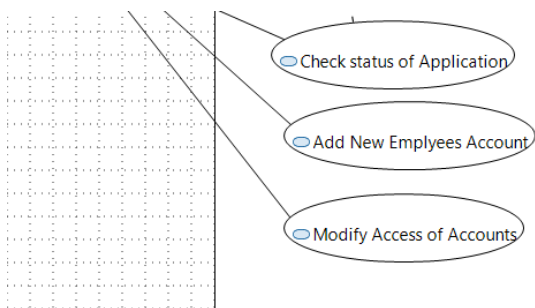 Check status of Application
Add New Emplyees Account
Modify Access of Accounts